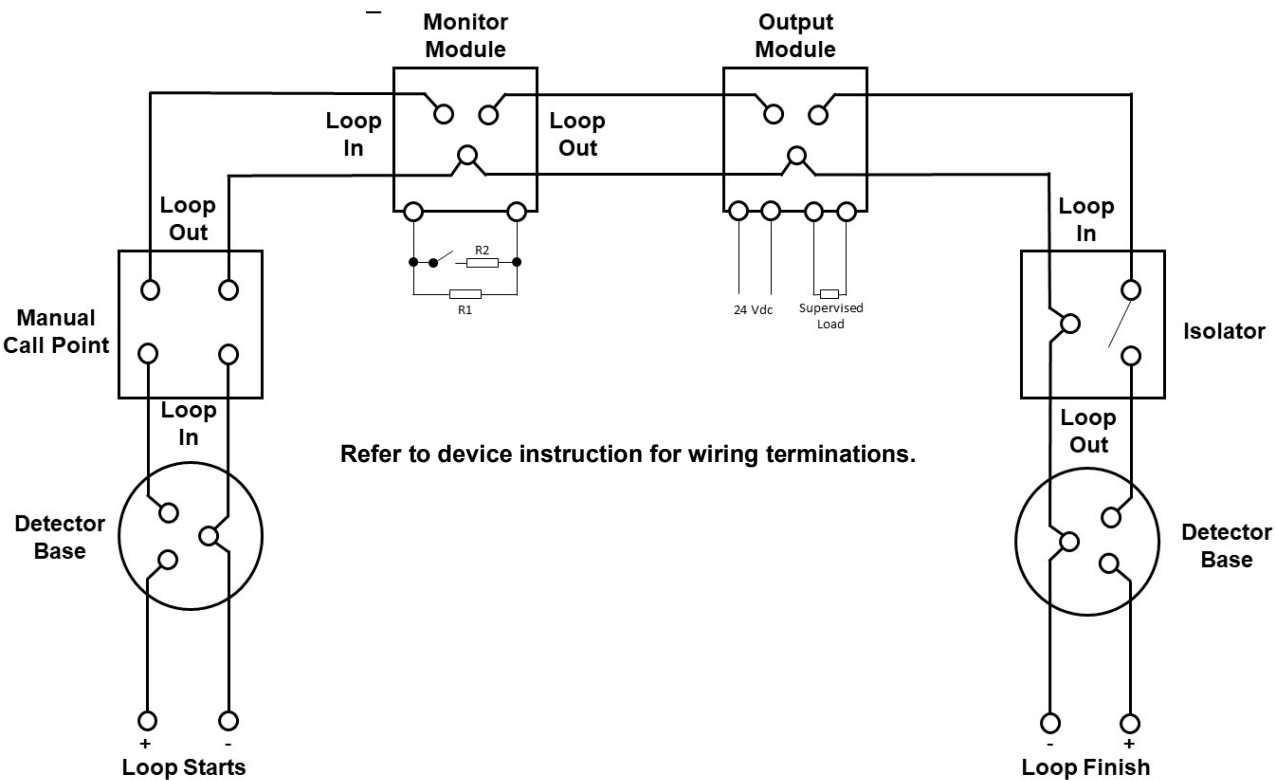 Monitor
Module
Output
Module
Loop
In
Loop
Out
Loop
Out
Loop
In
R2
R1
24 Vdc
Supervised
Load
Manual
Call Point
Isolator
Loop
In
Loop
Out
Refer to device instruction for wiring terminations.
Detector
Base
Detector
Base
+
-
-
+
Loop Starts
Loop Finish